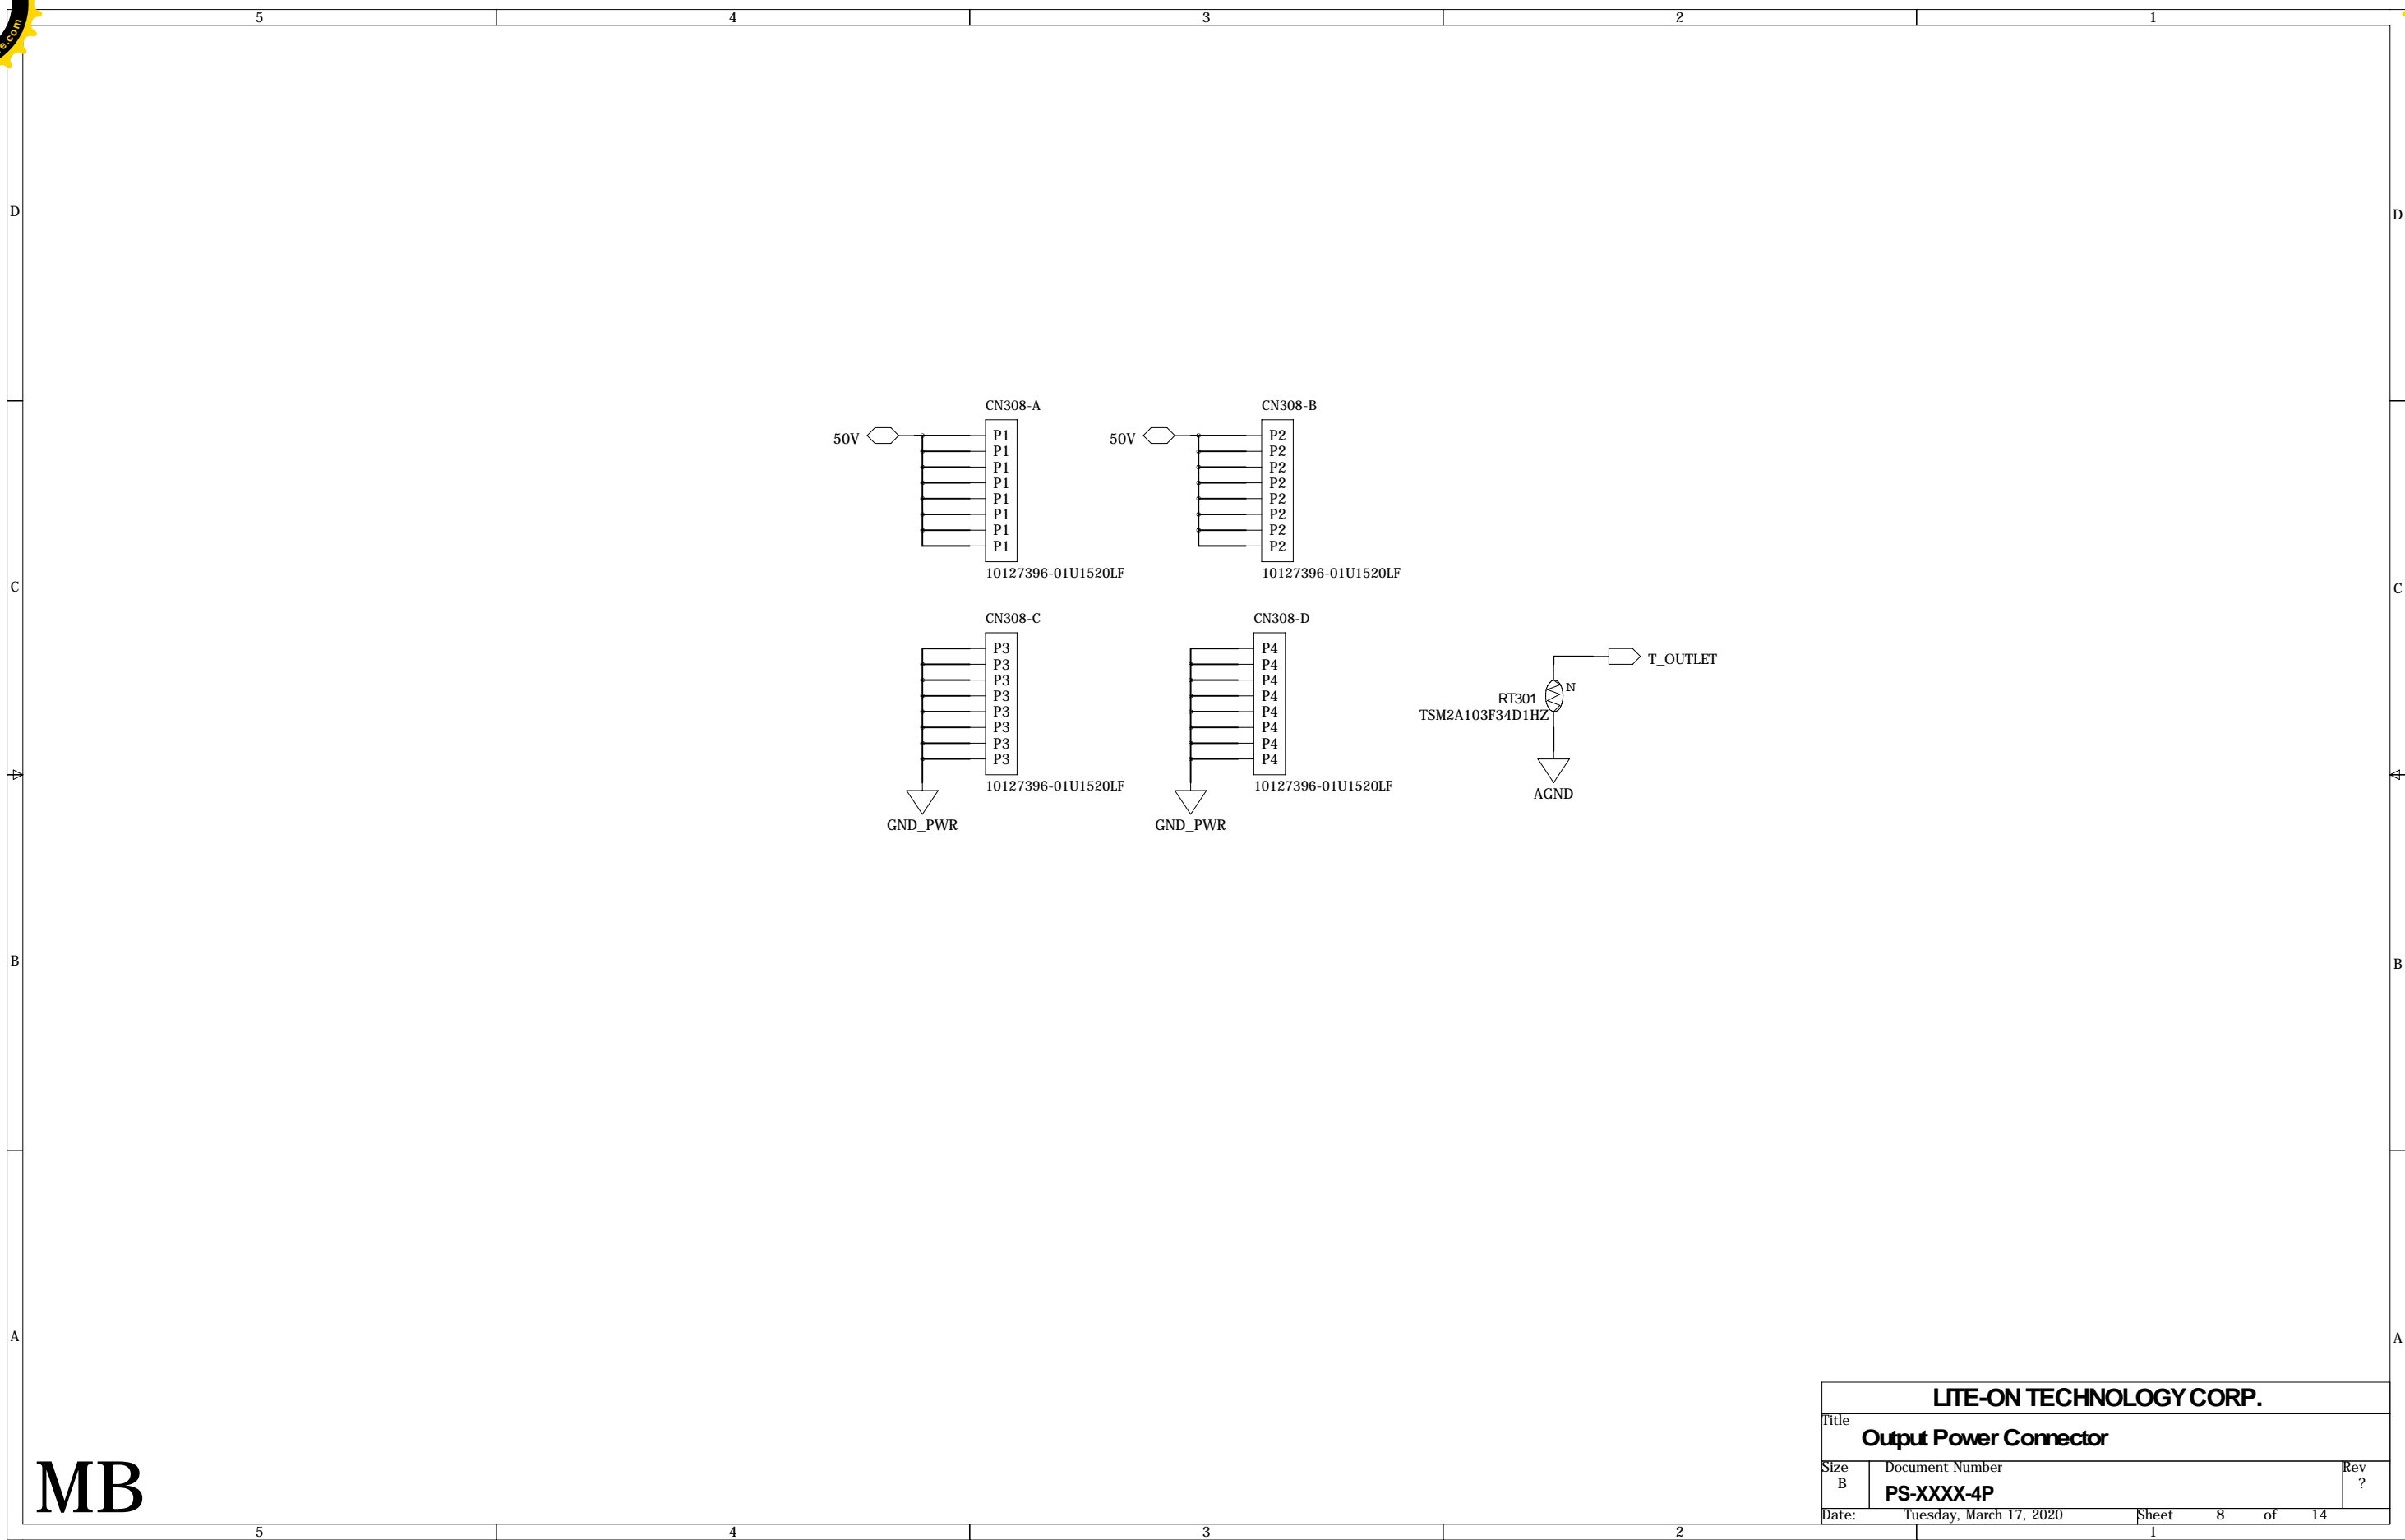 5 4 3 2 1
e.com
D D
CN308-A
50V
P1
P1
P1
P1
P1
P1
P1
P1
10127396-01U1520LF
CN308-B
50V
P2
P2
P2
P2
P2
P2
P2
P2
10127396-01U1520LF
C C
CN308-C
P3
P3
P3
P3
P3
P3
P3
P3
10127396-01U1520LF
GND_PWR
CN308-D
P4
P4
P4
P4
P4
P4
P4
P4
10127396-01U1520LF
GND_PWR
T_OUTLET
N
RT301
TSM2A103F34D1HZ
AGND
B B
A A
MB
LITE-ON TECHNOLOGY CORP.
Title
Output Power Connector
Size Document Number Rev
B PS-XXXX-4P ?
Date: Tuesday, March 17, 2020 Sheet 8 of 14
5 4 3 2 1